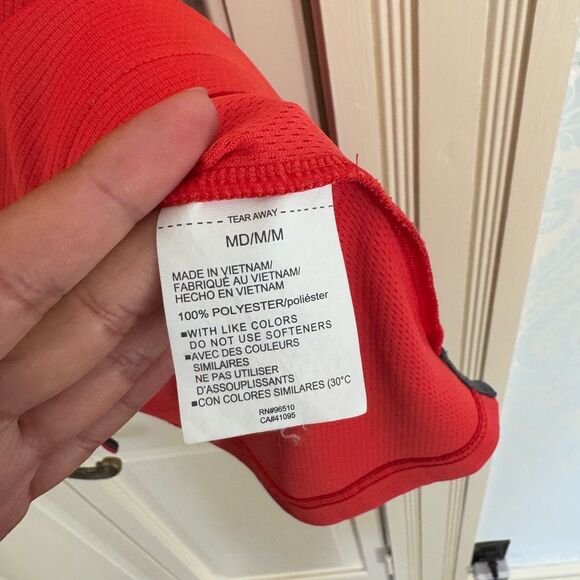 TEAR AWAY
MD/M/M
MADE IN VIETNAM/
FABRIQUÉ AU VIETNAM/
HECHO EN VIETNAM
100% POLYESTER/poliéster
■WITH LIKE COLORS
DO NOT USE SOFTENERS
■AVEC DES COULEURS
SIMILAIRES
NE PAS UTILISER
D'ASSOUPLISSANTS
■CON COLORES SIMILARES (30°C
RN#96510
CA#41095